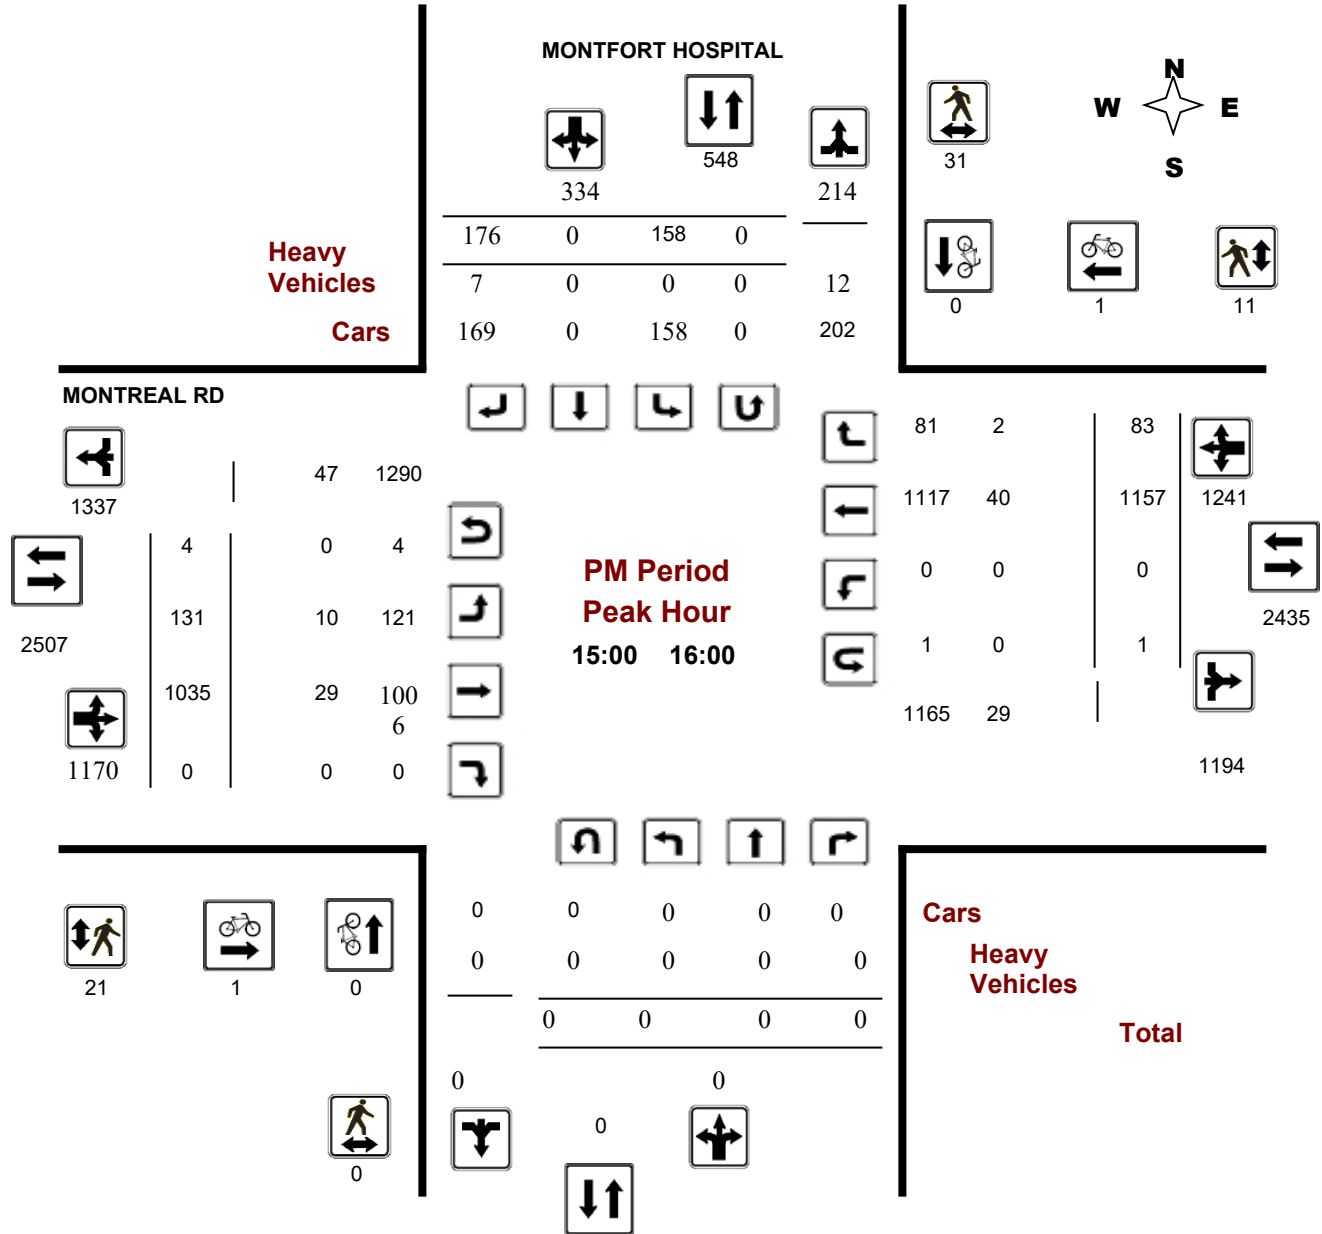 MONTFORT HOSPITAL
N
W E
S
548
31
334
214
176 0 158 0
Heavy
Vehicles
7 0 0 0 12
0 1 11
Cars
169 0 158 0 202
MONTREAL RD
81 2 83
47 1290
1337
1117 40 1157 1241
4 0 4
PM Period
0 0 0
Peak Hour
131 10 121
2435
2507
15:00 16:00
1 0 1
1035 29 100
6
1165 29
1170 0 0 0
1194
0 0 0 0 0
Cars
0 0 0 0 0
Heavy
Vehicles
21 1 0
0 0 0 0
Total
0 0
0
0